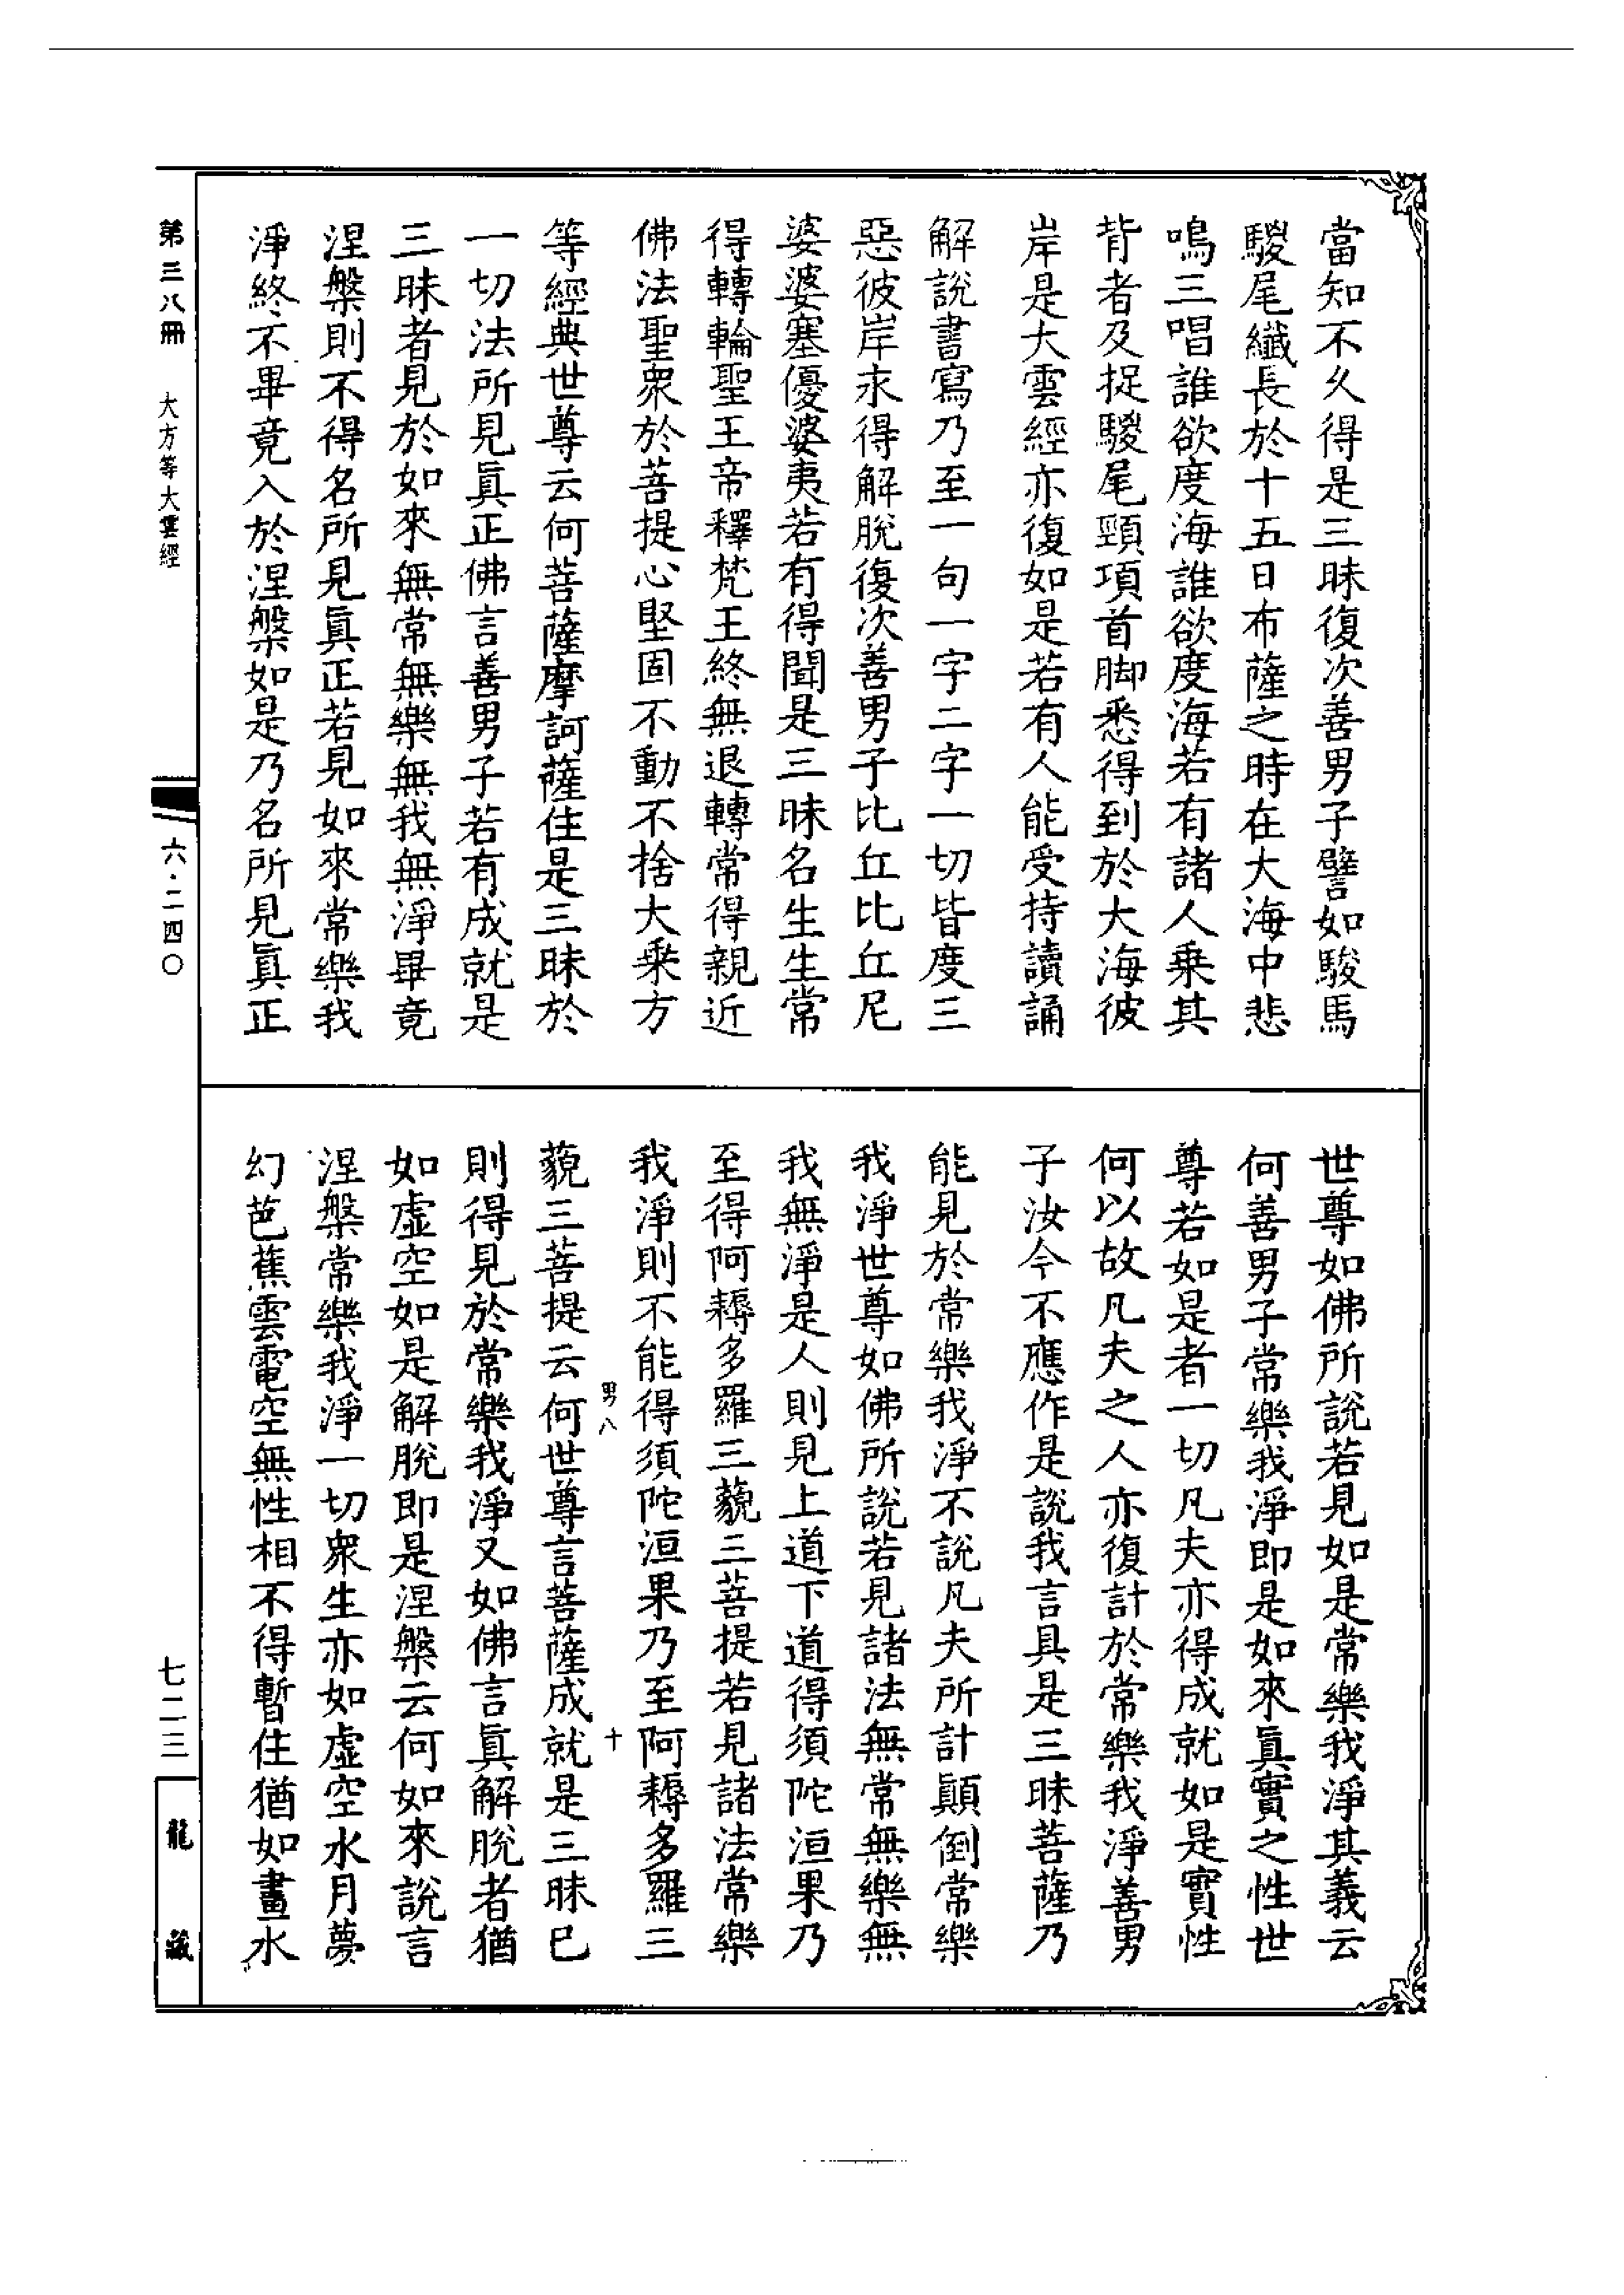 當知不久得是三昧復次善男子譬如駿馬
騣尾纖長於十五日布薩之時在大海中悲
鳴三唱誰欲度海誰欲度海若有諸人乗其
背者及捉騣尾頸項首脚悉得到於大海彼
岸是大雲經亦復如是若有人能受持讀誦
解說書寫乃至一句一字二字一切皆度三
惡彼岸永得解脫復次善男子比丘比丘尼
婆婆塞優婆夷若有得聞是三昧名生生常
得轉輪聖王帝釋梵王終無退轉常得親近
佛法聖衆於菩提心堅固不動不捨大乗方
等經典世尊云何菩薩摩訶薩住是三昧於
一切法所見眞正佛言善男子若有成就是
三昧者見於如來無常無樂無我無淨畢竟
涅槃則不得名所見眞正若見如來常樂我
淨終不畢竟入於涅槃如是乃名所見眞正
世尊如佛所說若見如是常樂我淨其義云
何善男子常樂我淨即是如來眞實之性世
尊若如是者一切凡夫亦得成就如是實性
何以故凡夫之人亦復計於常樂我淨善男
子汝今不應作是說我言具是三昧菩薩乃
能見於常樂我淨不說凡夫所計顚倒常樂
我淨世尊如佛所說若見諸法無常無樂無
我無淨是人則見上道下道得須陀洹果乃
至得阿耨多羅三藐三菩提若見諸法常樂
我淨則不能得須陀洹果乃至阿耨多羅三
男八
十
藐三菩提云何世尊言菩薩成就是三昧已
則得見於常樂我淨又如佛言眞解脫者猶
如虛空如是解脫即是涅槃云何如來說言
涅槃常樂我淨一切衆生亦如虛空水月夢
幻芭蕉雲電空無性相不得暫住猶如畫水
第三八冊
大方等大雲經
六·二四〇
七二三
龍藏